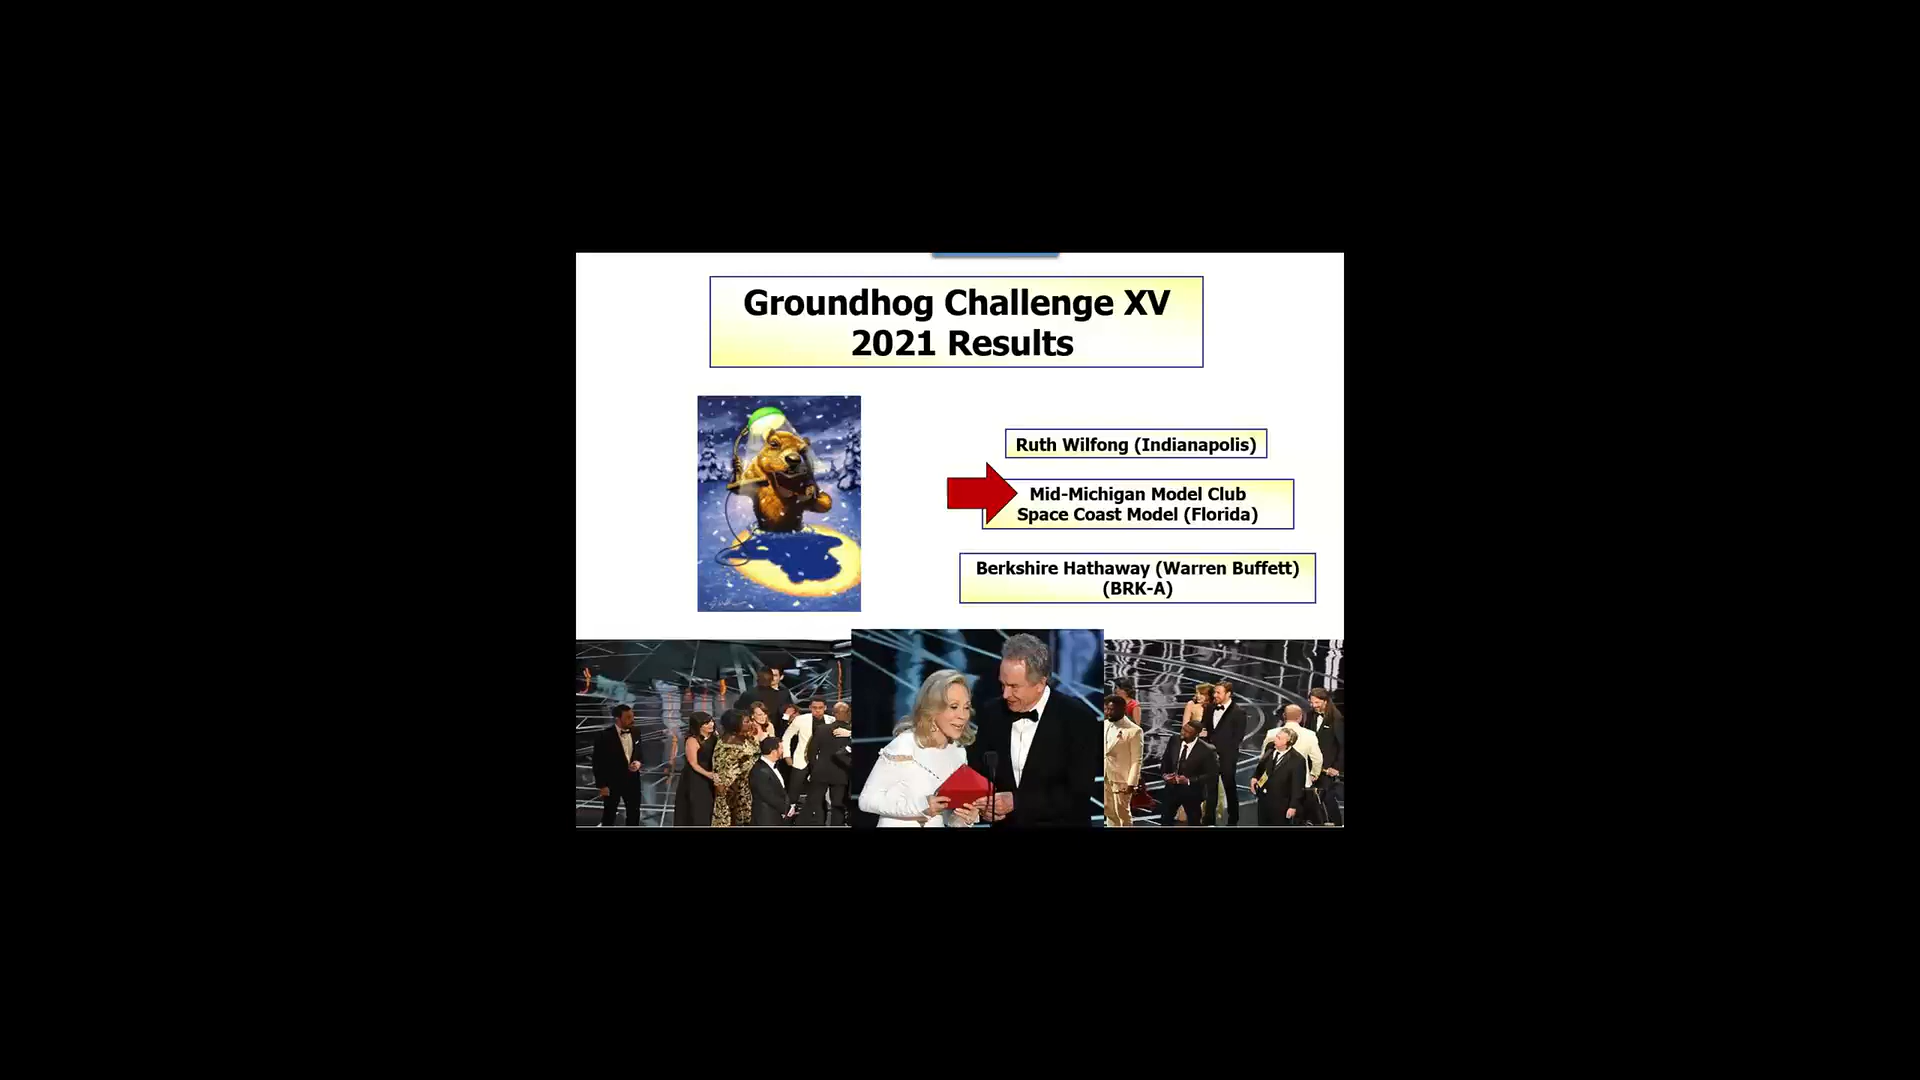 Groundhog Challenge XV
2021 Results
Ruth Wilfong (Indianapolis)
Mid-Michigan Model Club
Space Coast Model (Florida)
Berkshire Hathaway (Warren Buffett)
(BRK-A)